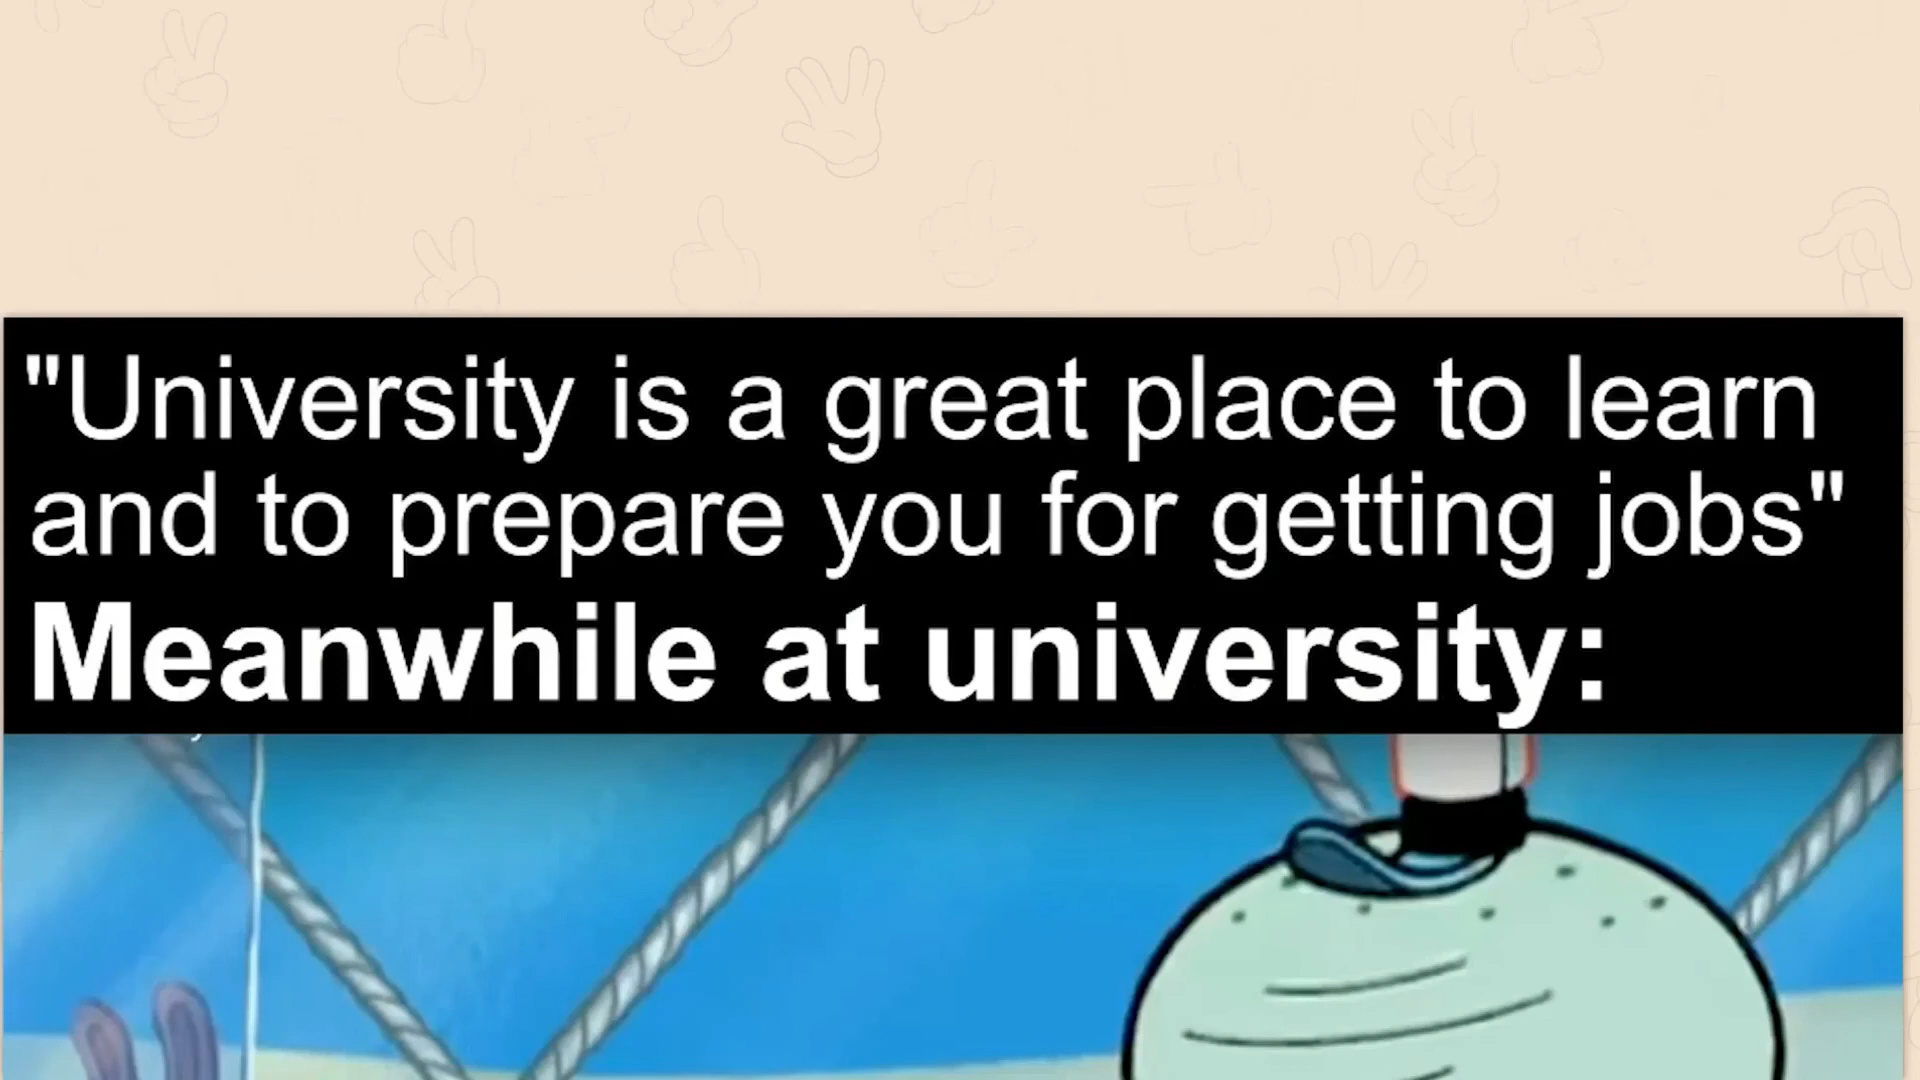 "University is a great place to learn
and to prepare you for getting jobs"
Meanwhile at university: